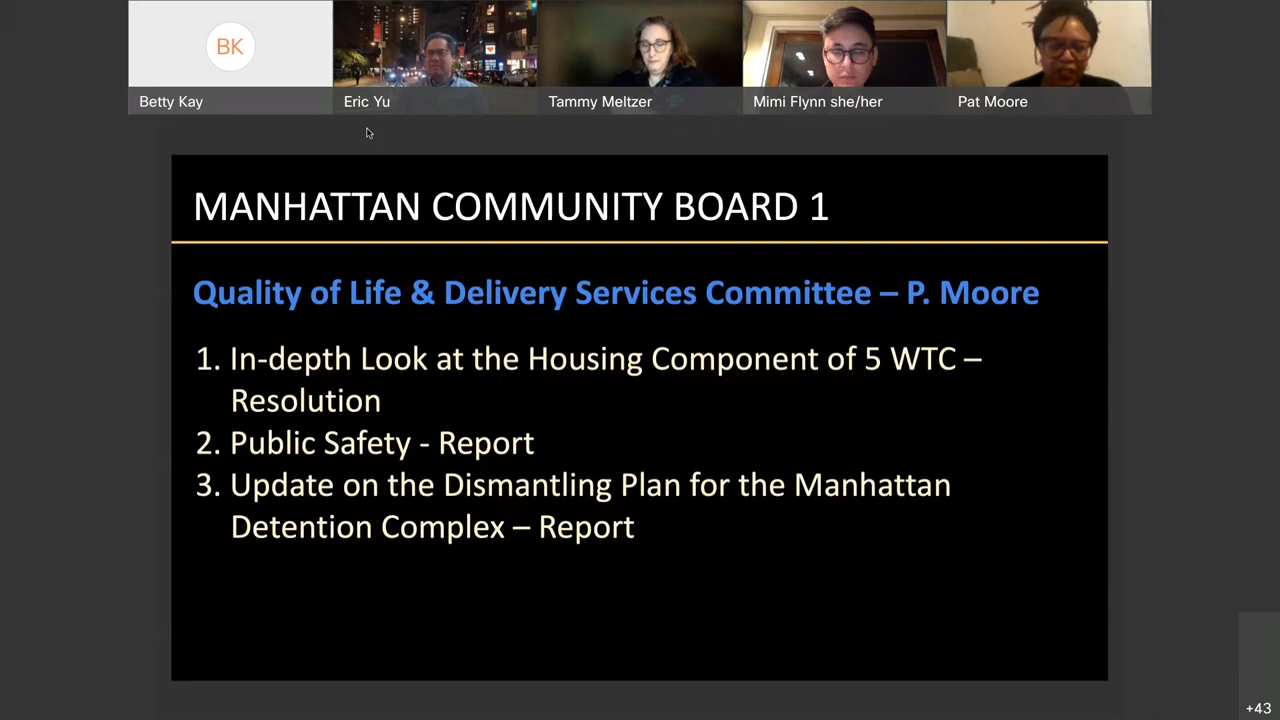 BK
Betty Kay
Eric Yu
Tammy Meltzer
Mimi Flynn she/her
Pat Moore
MANHATTAN COMMUNITY BOARD 1
Quality of Life & Delivery Services Committee – P. Moore
1. In-depth Look at the Housing Component of 5 WTC –
Resolution
2. Public Safety - Report
3. Update on the Dismantling Plan for the Manhattan
Detention Complex – Report
+43